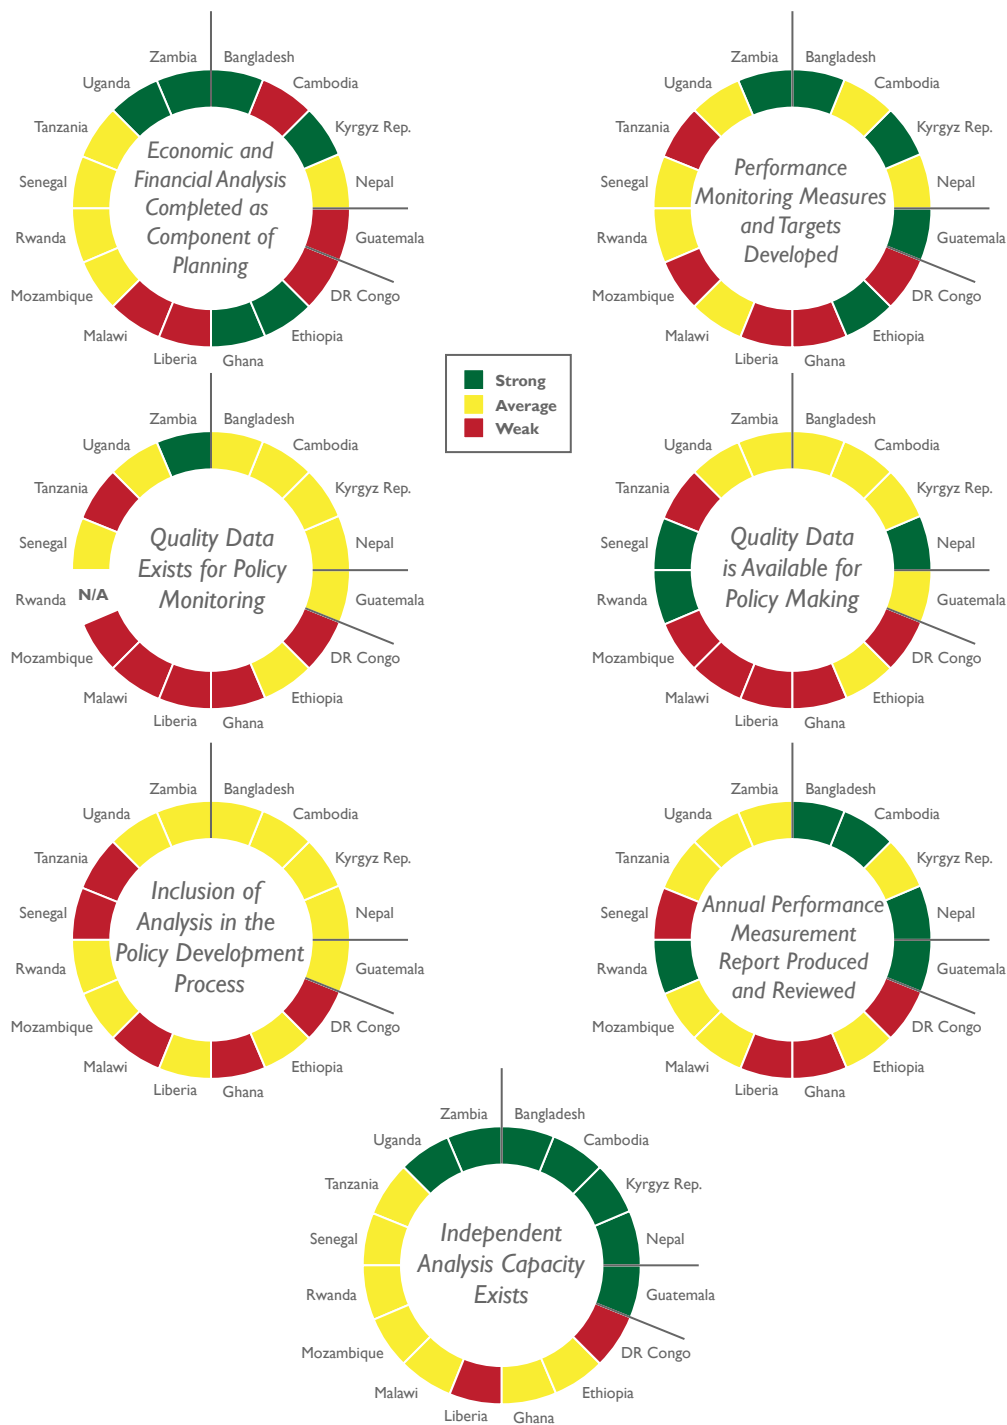 Zambia
Bangladesh
Uganda
Cambodia
Tanzania
Kyrgyz Rep.
Senegal
Nepal
Rwanda
Guatemala
Mozambique
DR Congo
Malawi
Ethiopia
Liberia
Ghana
Economic and
Financial Analysis
Completed as
Component of
Planning
Zambia
Bangladesh
Uganda
Cambodia
Tanzania
Kyrgyz Rep.
Senegal
Nepal
Rwanda
Guatemala
Mozambique
DR Congo
Malawi
Ethiopia
Liberia
Ghana
Performance
Monitoring Measures
and Targets
Developed
Strong
Average
Weak
Zambia
Bangladesh
Uganda
Cambodia
Tanzania
Kyrgyz Rep.
Senegal
Nepal
N/A
Rwanda
Guatemala
Mozambique
DR Congo
Malawi
Ethiopia
Liberia
Ghana
Quality Data
Exists for Policy
Monitoring
Zambia
Bangladesh
Uganda
Cambodia
Tanzania
Kyrgyz Rep.
Senegal
Nepal
Rwanda
Guatemala
Mozambique
DR Congo
Malawi
Ethiopia
Liberia
Ghana
Quality Data
is Available for
Policy Making
Zambia
Bangladesh
Uganda
Cambodia
Tanzania
Kyrgyz Rep.
Senegal
Nepal
Rwanda
Guatemala
Mozambique
DR Congo
Malawi
Ethiopia
Liberia
Ghana
Inclusion of
Analysis in the
Policy Development
Process
Zambia
Bangladesh
Uganda
Cambodia
Tanzania
Kyrgyz Rep.
Senegal
Nepal
Rwanda
Guatemala
Mozambique
DR Congo
Malawi
Ethiopia
Liberia
Ghana
Annual Performance
Measurement
Report Produced
and Reviewed
Zambia
Bangladesh
Uganda
Cambodia
Tanzania
Kyrgyz Rep.
Senegal
Nepal
Rwanda
Guatemala
Mozambique
DR Congo
Malawi
Ethiopia
Liberia
Ghana
Independent
Analysis Capacity
Exists